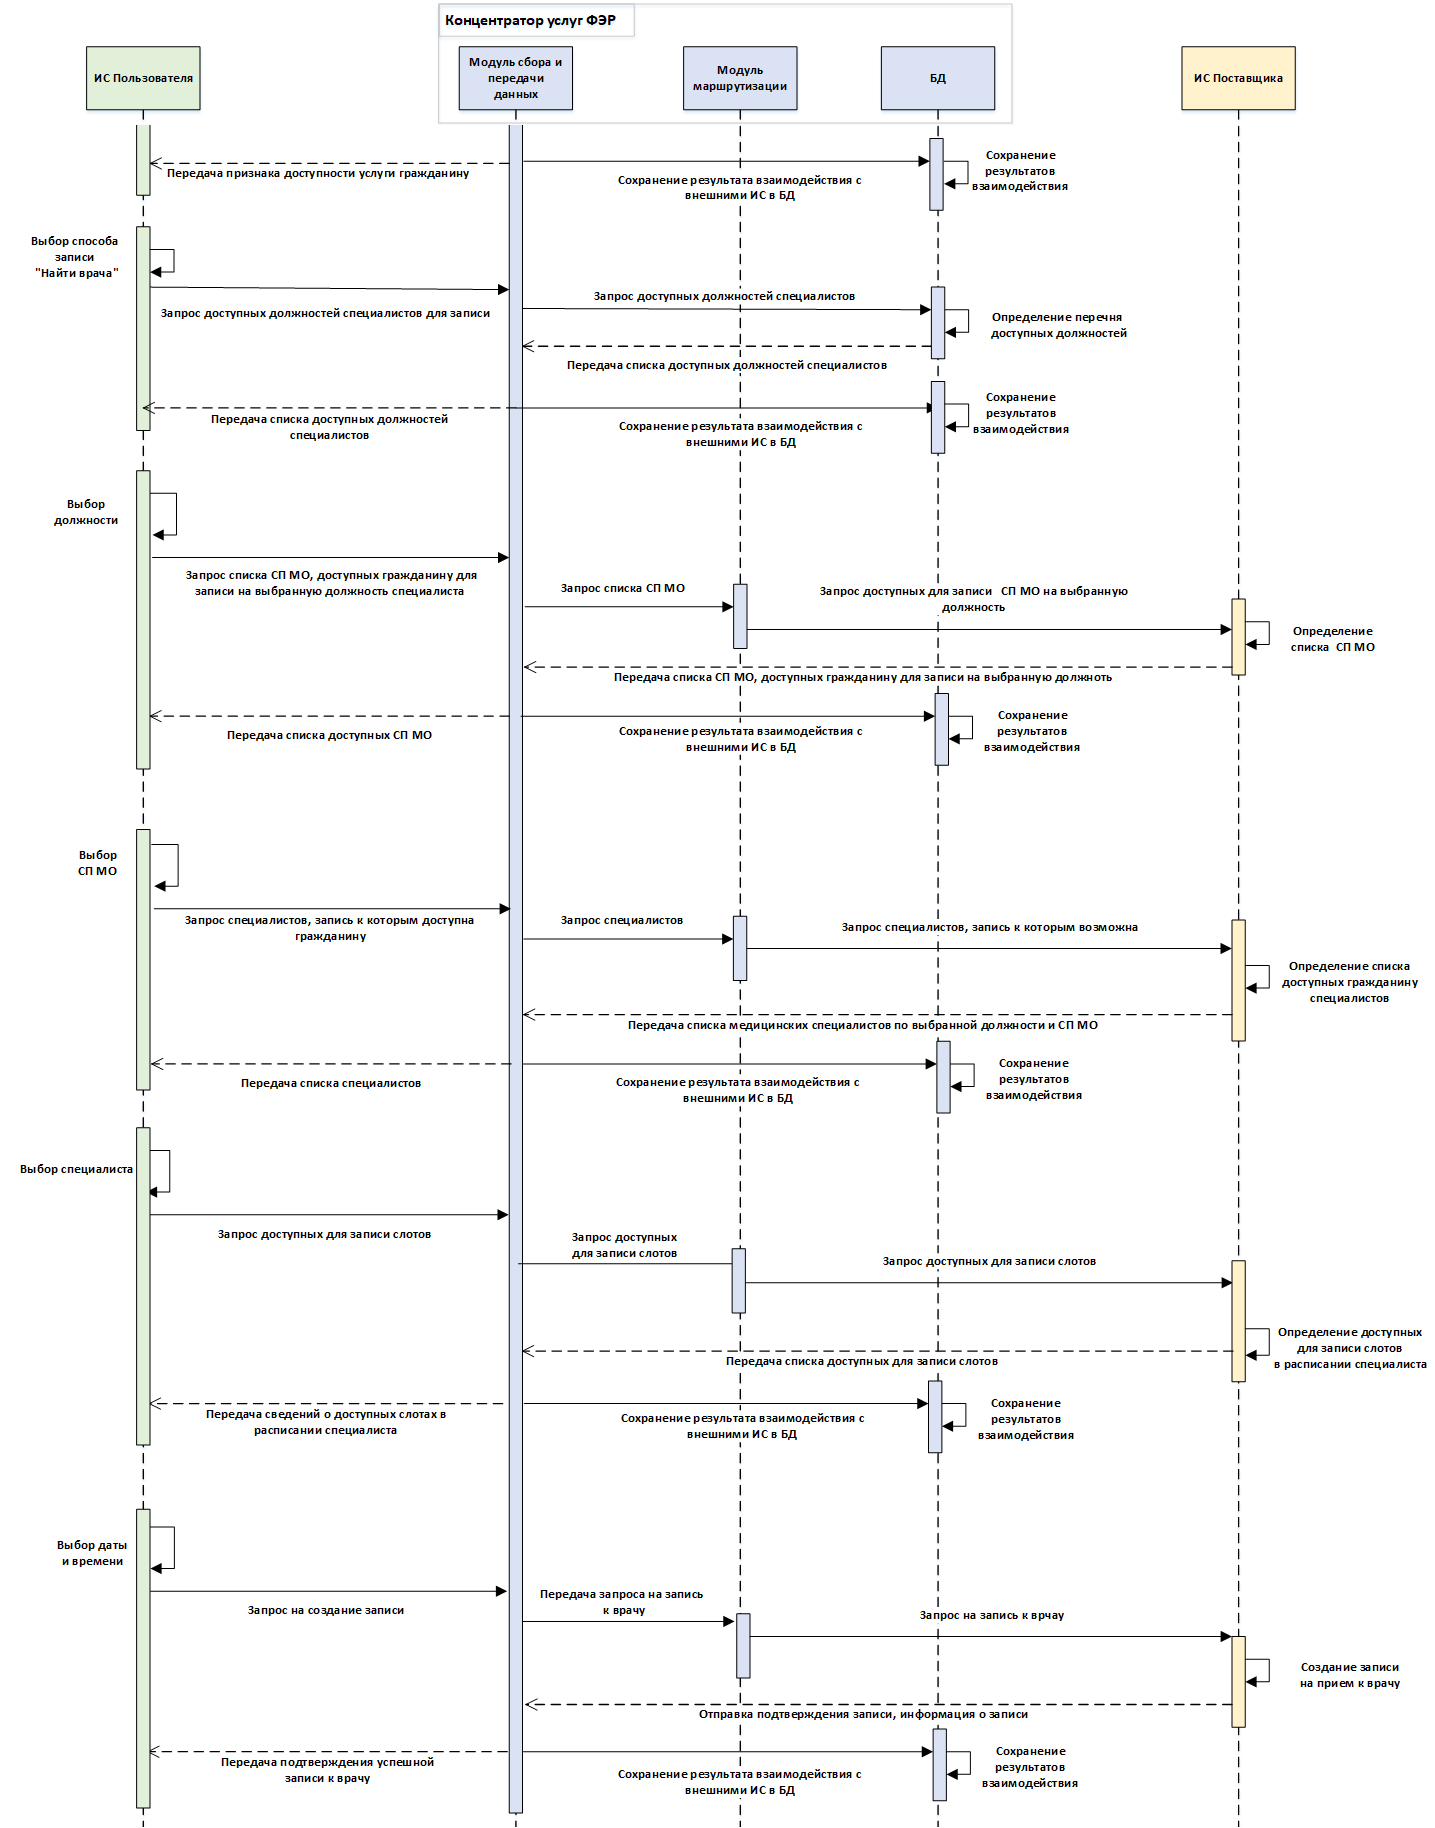 Концентратор услуг ФЭР
ИС Пользователя
Модуль сбора и
передачи
данных
Модуль
маршрутизации
БД
ИС Поставщика
Передача признака доступности услуги гражданину
Сохранение результата взаимодействия с
внешними ИС в БД
Сохранение
результатов
взаимодействия
Выбор способа
записи
"Найти врача"
Запрос доступных должностей специалистов для записи
Запрос доступных должностей специалистов
Определение перечня
доступных должностей
Передача списка доступных должностей специалистов
Передача списка доступных должностей
специалистов
Сохранение результата взаимодействия с
внешними ИС в БД
Сохранение
результатов
взаимодействия
Выбор
должности
Запрос списка СП МО, доступных гражданину для
записи на выбранную должность специалиста
Запрос списка СП МО
Запрос доступных для записи СП МО на выбранную
должность
Определение
списка СП МО
Передача списка СП МО, доступных гражданину для записи на выбранную должноть
Передача списка доступных СП МО
Сохранение результата взаимодействия с
внешними ИС в БД
Сохранение
результатов
взаимодействия
Выбор
СП МО
Запрос специалистов, запись к которым доступна
гражданину
Запрос специалистов
Запрос специалистов, запись к которым возможна
Определение списка
доступных гражданину
специалистов
Передача списка медицинских специалистов по выбранной должности и СП МО
Передача списка специалистов
Сохранение результата взаимодействия с
внешними ИС в БД
Сохранение
результатов
взаимодействия
Выбор специалиста
Запрос доступных для записи слотов
Запрос доступных
для записи слотов
Запрос доступных для записи слотов
Определение доступных
для записи слотов
в расписании специалиста
Передача списка доступных для записи слотов
Передача сведений о доступных слотах в
расписании специалиста
Сохранение результата взаимодействия с
внешними ИС в БД
Сохранение
результатов
взаимодействия
Выбор даты
и времени
Запрос на создание записи
Передача запроса на запись
к врачу
Запрос на запись к врчау
Создание записи
на прием к врачу
Отправка подтверждения записи, информация о записи
Передача подтверждения успешной
записи к врачу
Сохранение результата взаимодействия с
внешними ИС в БД
Сохранение
результатов
взаимодействия